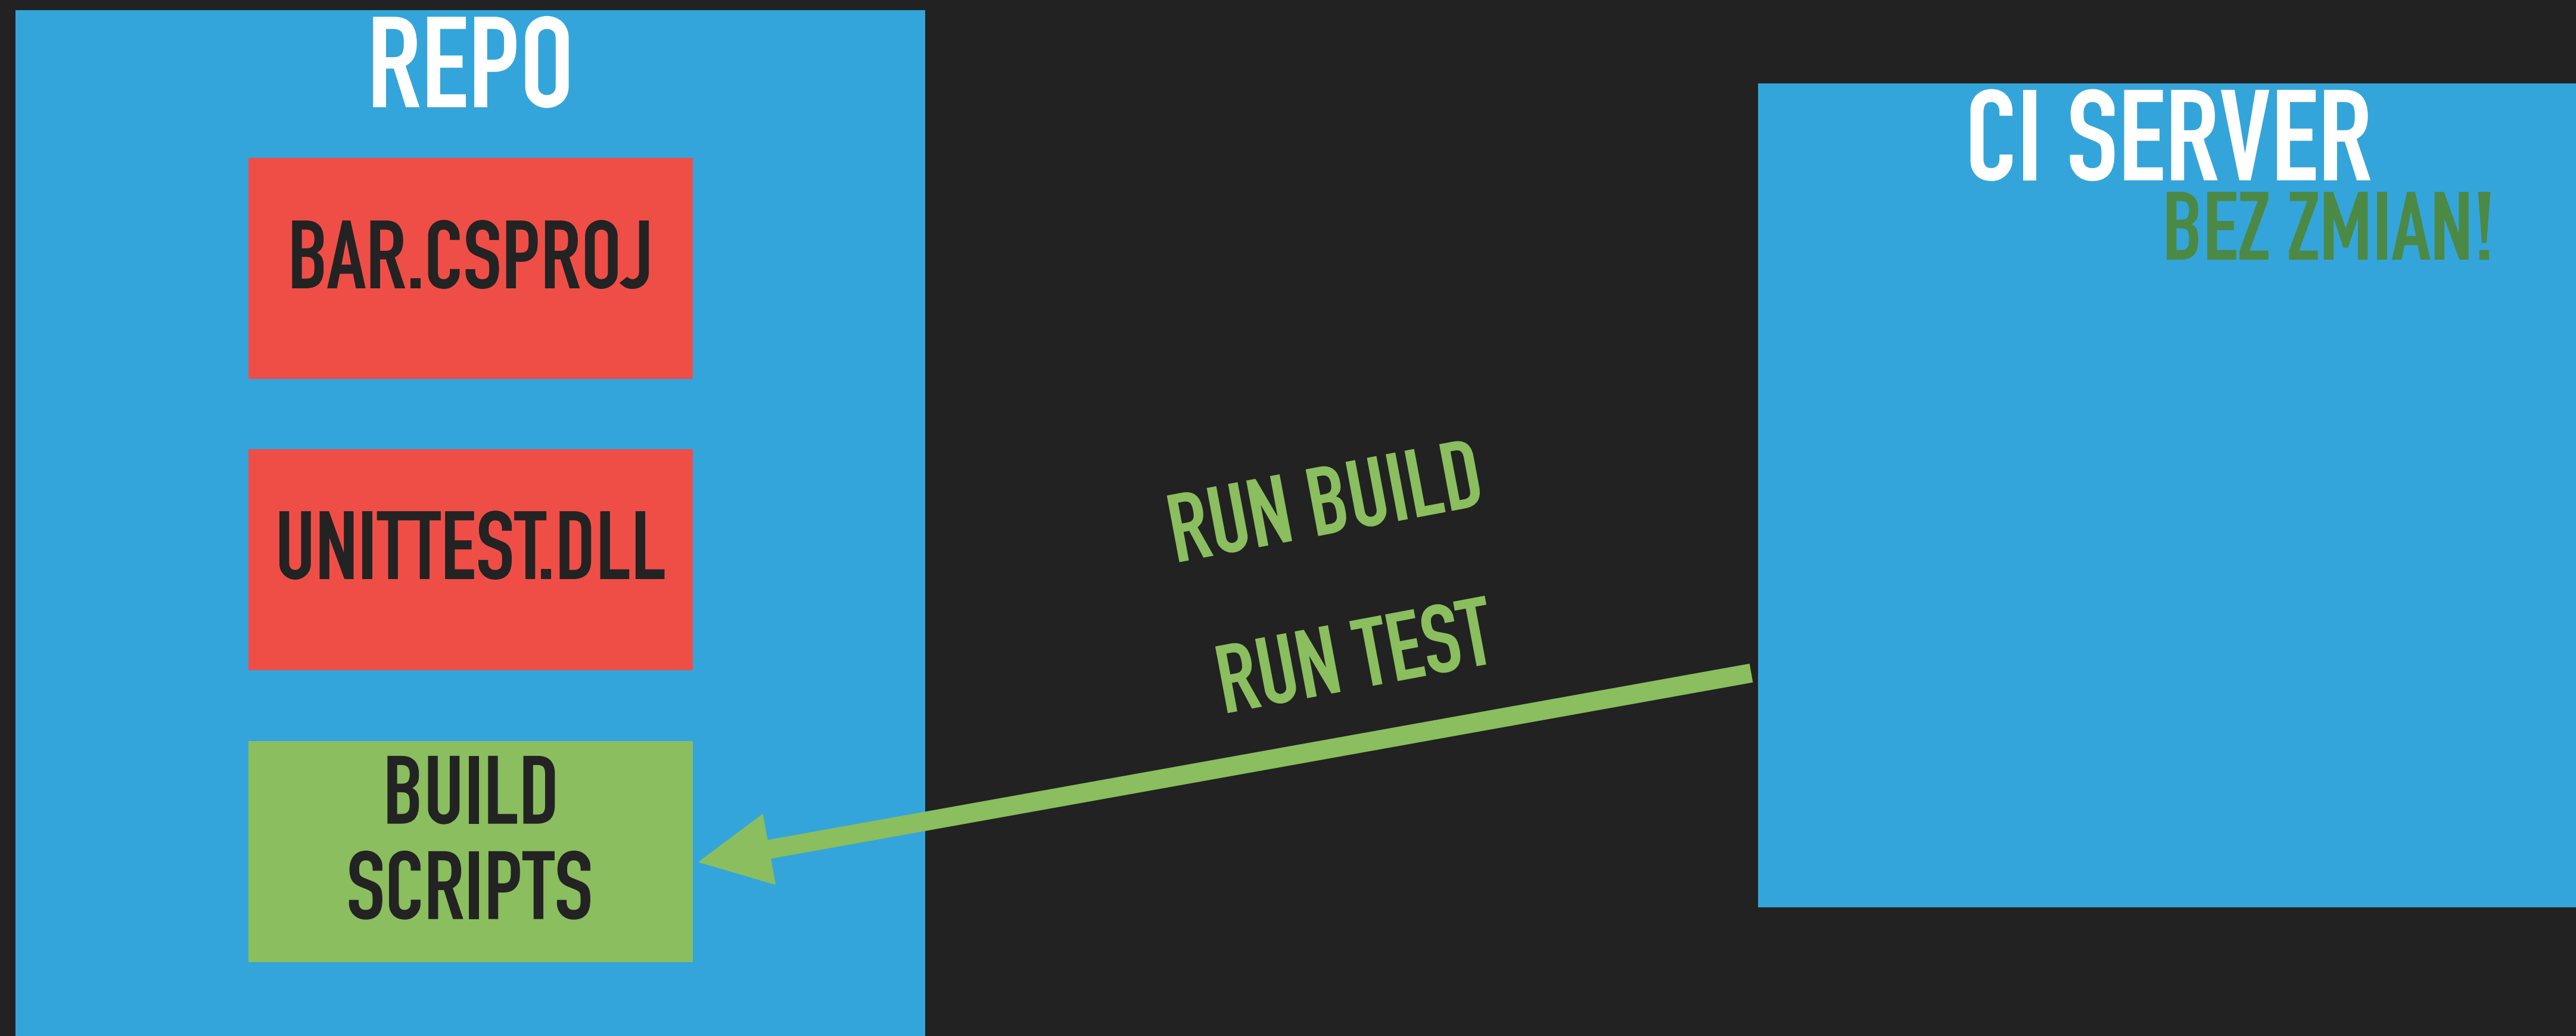 REPO
BAR.CSPROJ
UNITTEST.DLL
BUILD
SCRIPTS
RUN BUILD
RUN TEST
CI SERVER
BEZ ZMIAN!